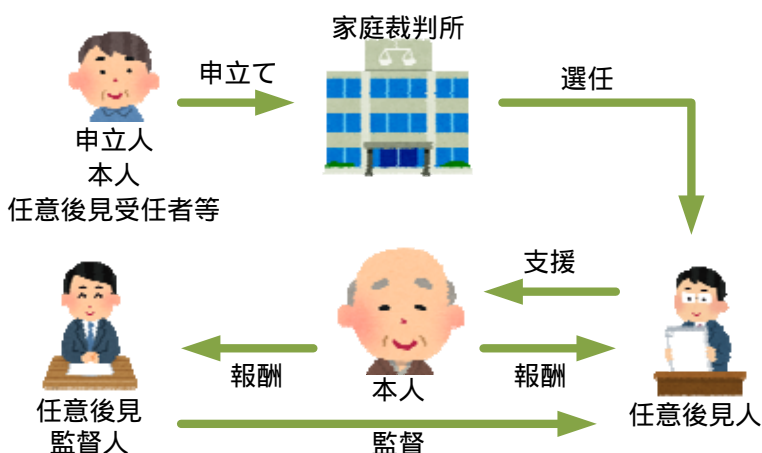 家庭裁判所
申立て
選任
申立人
本人
任意後見受任者等
支援
報酬
報酬
本人
任意後見
監督人
監督
任意後見人